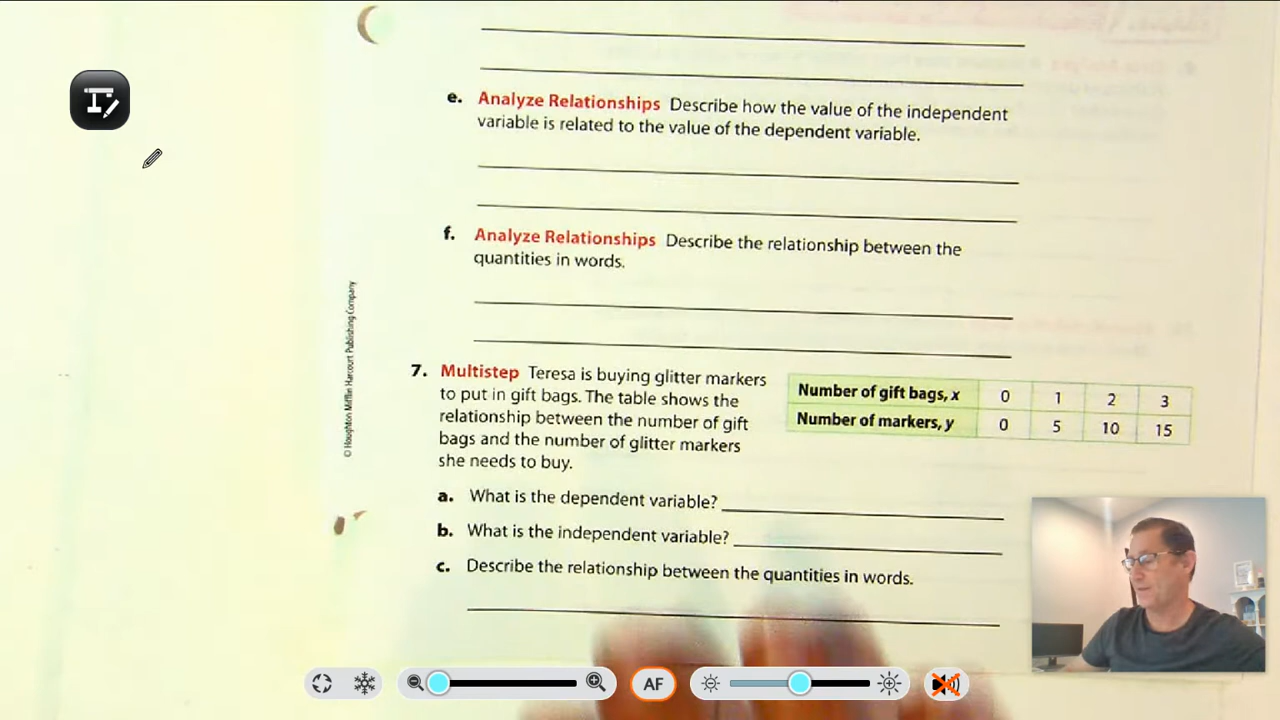 e. Analyze Relationships Describe how the value of the independent
variable is related to the value of the dependent variable.
f. Analyze Relationships Describe the relationship between the
quantities in words.
© Houghton Mifflin Harcourt Publishing Company
7. Multistep Teresa is buying glitter markers
to put in gift bags. The table shows the
relationship between the number of gift
bags and the number of glitter markers
she needs to buy.
Number of gift bags, x 0 1 2 3
Number of markers, y 0 5 10 15
a. What is the dependent variable?
b. What is the independent variable?
c. Describe the relationship between the quantities in words.
AF